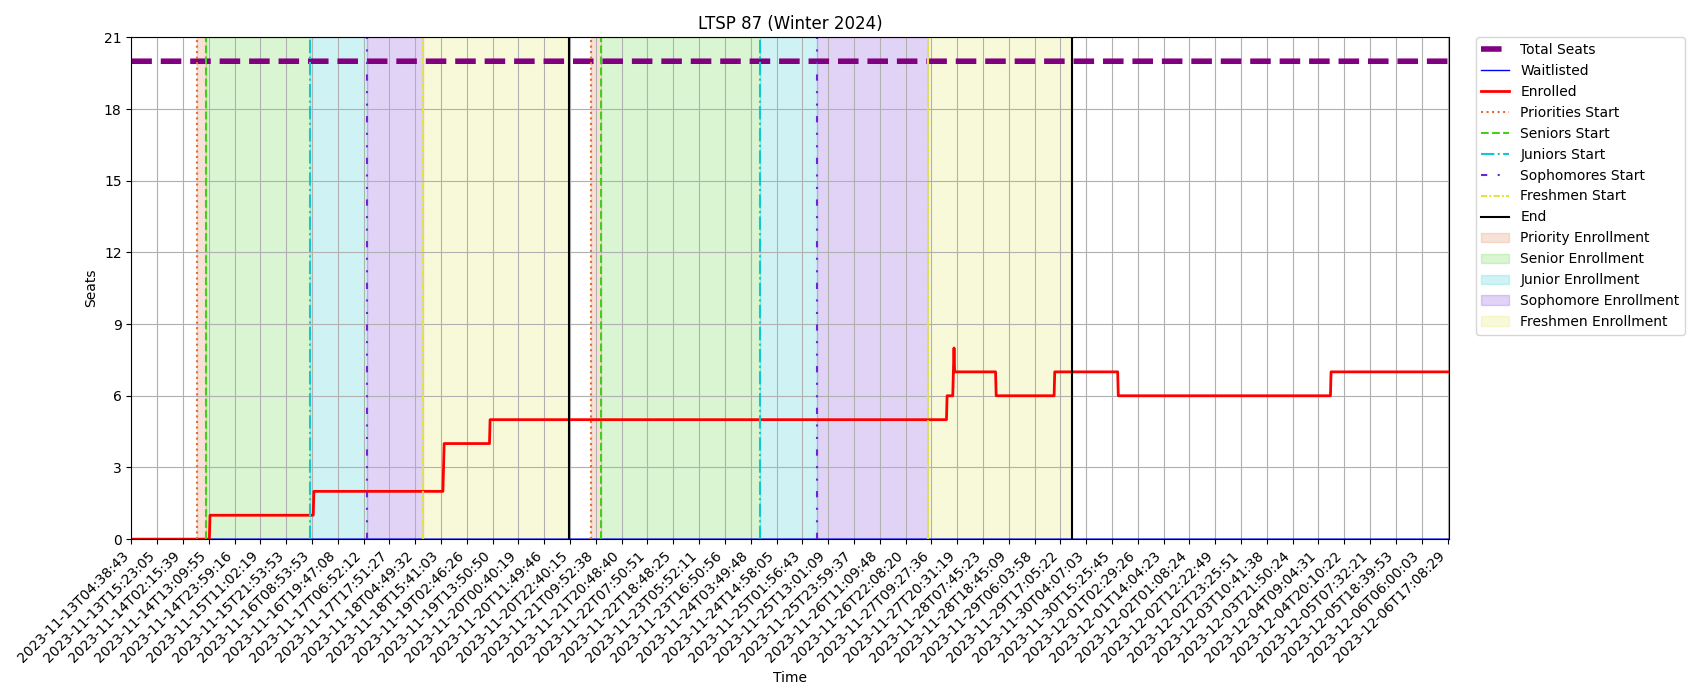 LTSP 87 (Winter 2024)
21
18
15
12
9
6
3
0
Seats
2023-11-13T04:38:43
2023-11-13T15:23:05
2023-11-14T02:15:39
2023-11-14T13:09:55
2023-11-14T23:59:16
2023-11-15T11:02:19
2023-11-15T21:53:53
2023-11-16T08:53:53
2023-11-16T19:47:08
2023-11-17T06:52:12
2023-11-17T17:51:27
2023-11-18T04:49:32
2023-11-18T15:41:03
2023-11-19T02:46:26
2023-11-19T13:50:50
2023-11-20T00:40:19
2023-11-20T11:49:46
2023-11-20T22:40:15
2023-11-21T09:52:38
2023-11-21T20:48:40
2023-11-22T07:50:51
2023-11-22T18:48:25
2023-11-23T05:52:11
2023-11-23T16:50:56
2023-11-24T03:49:48
2023-11-24T14:58:05
2023-11-25T01:56:43
2023-11-25T13:01:09
2023-11-25T23:59:37
2023-11-26T11:09:48
2023-11-26T22:08:20
2023-11-27T09:27:36
2023-11-27T20:31:19
2023-11-28T07:45:23
2023-11-28T18:45:09
2023-11-29T06:03:58
2023-11-29T17:05:22
2023-11-30T04:07:03
2023-11-30T15:25:45
2023-12-01T02:29:26
2023-12-01T14:04:23
2023-12-02T01:08:24
2023-12-02T12:22:49
2023-12-02T23:25:51
2023-12-03T10:41:38
2023-12-03T21:50:24
2023-12-04T09:04:31
2023-12-04T20:10:22
2023-12-05T07:32:21
2023-12-05T18:39:53
2023-12-06T06:00:03
2023-12-06T17:08:29
Time
Total Seats
Waitlisted
Enrolled
Priorities Start
Seniors Start
Juniors Start
Sophomores Start
Freshmen Start
End
Priority Enrollment
Senior Enrollment
Junior Enrollment
Sophomore Enrollment
Freshmen Enrollment